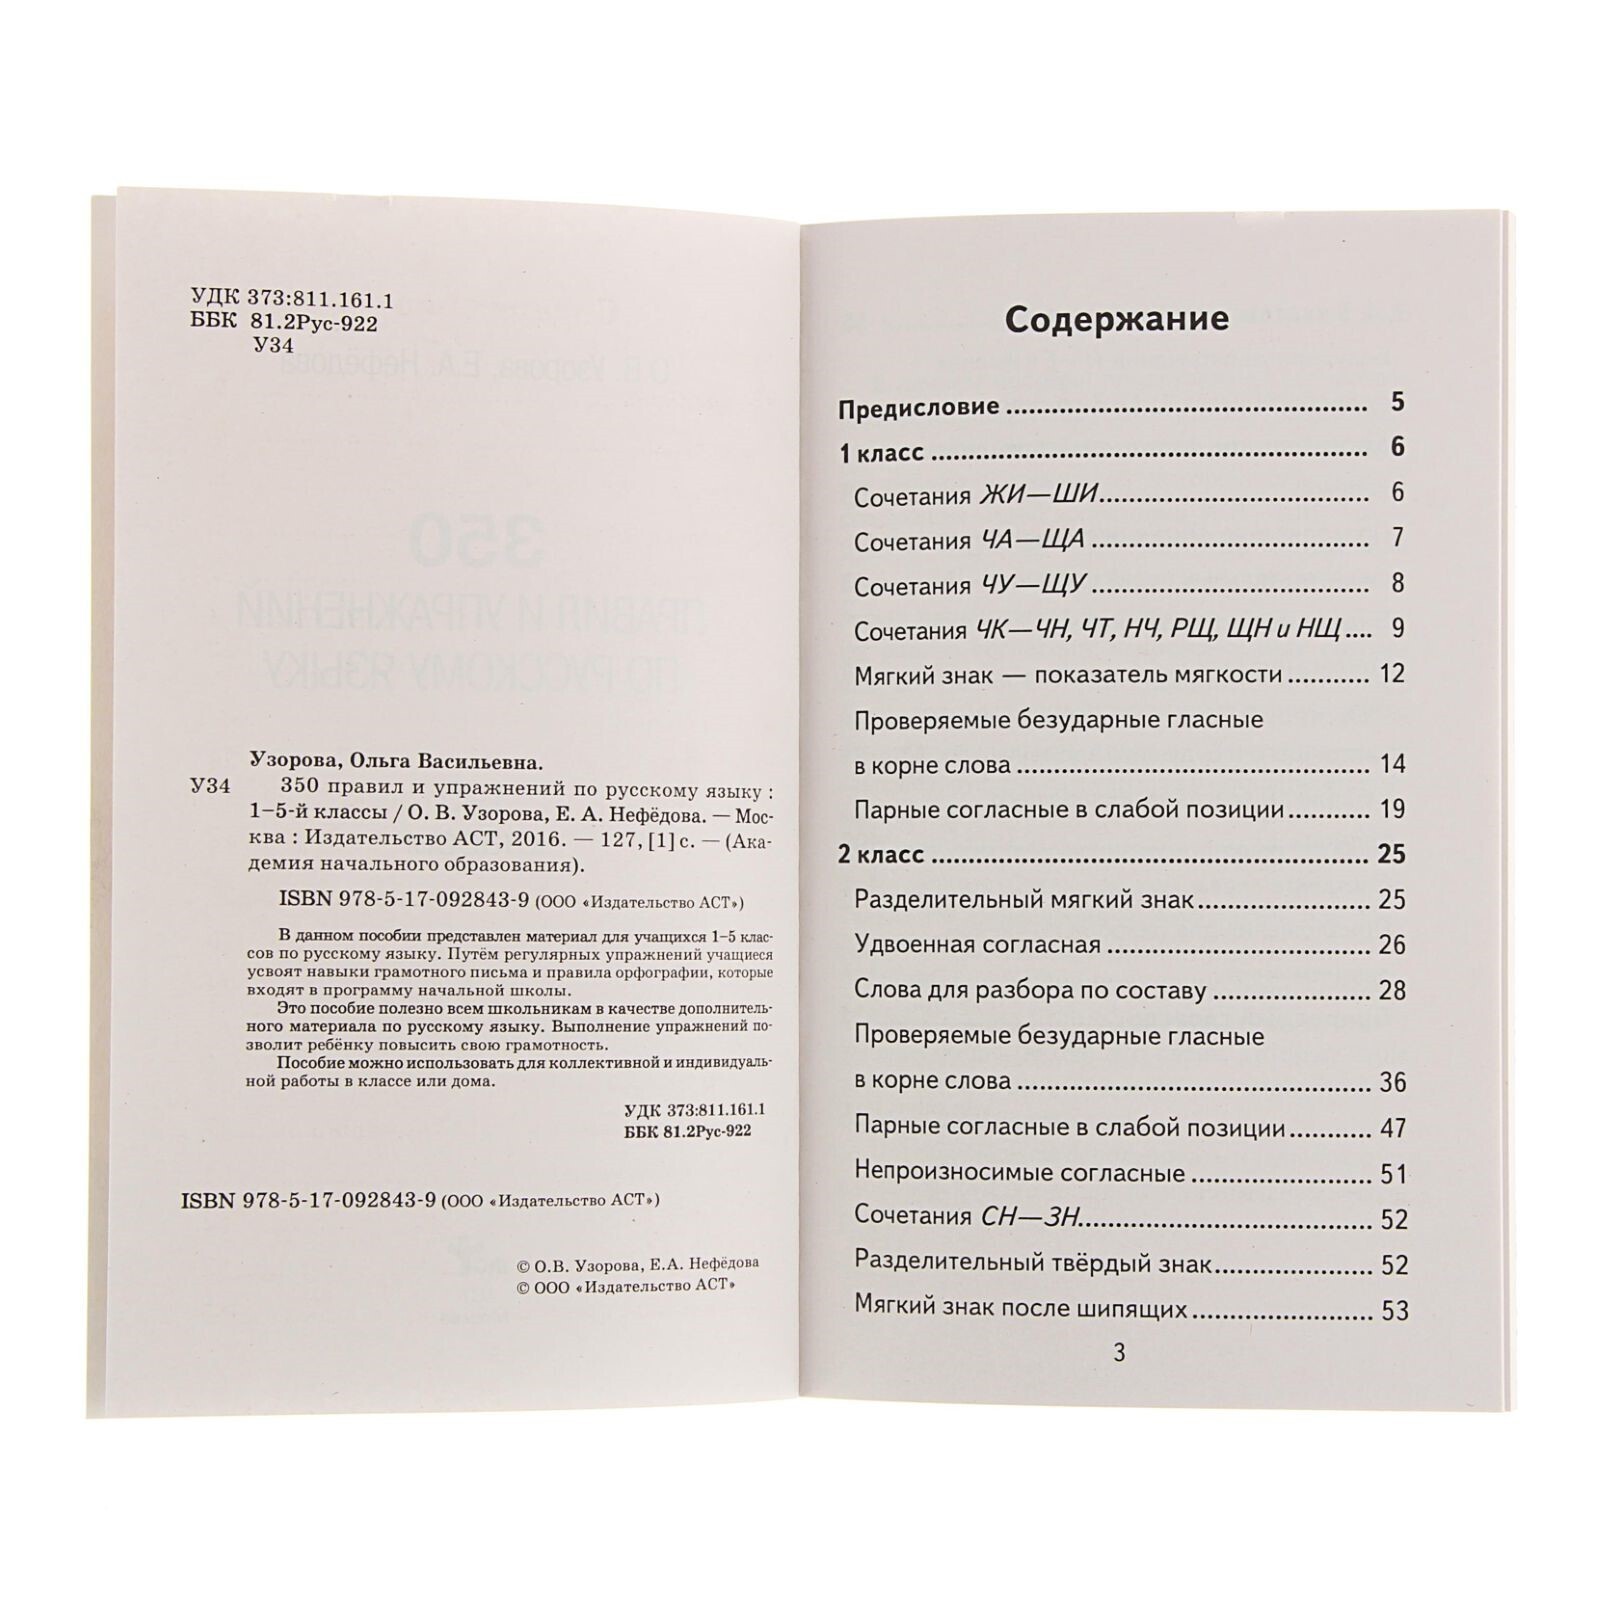 УДК 373:811.161.1
ББК 81.2Рус-922
У34
Узорова, Ольга Васильевна.
У34 350 правил и упражнений по русскому языку :
1–5-й классы / О. В. Узорова, Е. А. Нефёдова. — Мос-
ква : Издательство АСТ, 2016. — 127, [1] с. — (Ака-
демия начального образования).
ISBN 978-5-17-092843-9 (ООО «Издательство АСТ»)
В данном пособии представлен материал для учащихся 1–5 клас-
сов по русскому языку. Путём регулярных упражнений учащиеся
усвоят навыки грамотного письма и правила орфографии, которые
входят в программу начальной школы.
Это пособие полезно всем школьникам в качестве дополнитель-
ного материала по русскому языку. Выполнение упражнений по-
зволит ребёнку повысить свою грамотность.
Пособие можно использовать для коллективной и индивидуаль-
ной работы в классе или дома.
УДК 373:811.161.1
ББК 81.2Рус-922
ISBN 978-5-17-092843-9 (ООО «Издательство АСТ»)
© О.В. Узорова, Е.А. Нефёдова
© ООО «Издательство АСТ»
Содержание
Предисловие ................................................ 5
1 класс .......................................................... 6
Сочетания ЖИ—ШИ.................................... 6
Сочетания ЧА—ЩА ..................................... 7
Сочетания ЧУ—ЩУ ..................................... 8
Сочетания ЧК—ЧН, ЧТ, НЧ, РЩ, ЩН и НЩ .... 9
Мягкий знак — показатель мягкости ........... 12
Проверяемые безударные гласные
в корне слова ............................................... 14
Парные согласные в слабой позиции ........... 19
2 класс .......................................................... 25
Разделительный мягкий знак....................... 25
Удвоенная согласная ................................... 26
Слова для разбора по составу ..................... 28
Проверяемые безударные гласные
в корне слова ............................................... 36
Парные согласные в слабой позиции ........... 47
Непроизносимые согласные ........................ 51
Сочетания СН—ЗН....................................... 52
Разделительный твёрдый знак..................... 52
Мягкий знак после шипящих ........................ 53
3